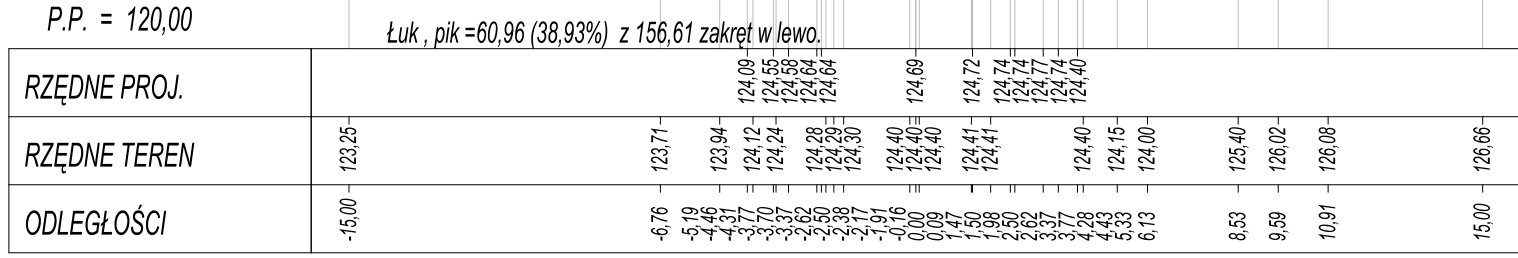 P.P. = 120,00
Łuk , pik =60,96 (38,93%) z 156,61 zakręt w lewo.
RZĘDNE PROJ. 124,09 124,55 124,58 124,64 124,64 124,69 124,72 124,74 124,74 124,77 124,74 124,40
RZĘDNE TEREN 123,25 123,71 123,94 124,12 124,24 124,28 124,29 124,30 124,40 124,40 124,40 124,41 124,41 124,40 124,15 124,00 125,40 126,02 126,08 126,66
ODLEGŁOŚCI -15,00 -6,76 -5,19 -4,46 -4,31 -3,77 -3,70 -3,37 -2,62 -2,50 -2,38 -2,17 -1,91 -0,16 0,00 0,09 1,47 1,50 1,98 2,50 2,62 3,37 3,77 4,28 4,43 5,33 6,13 8,53 9,59 10,91 15,00